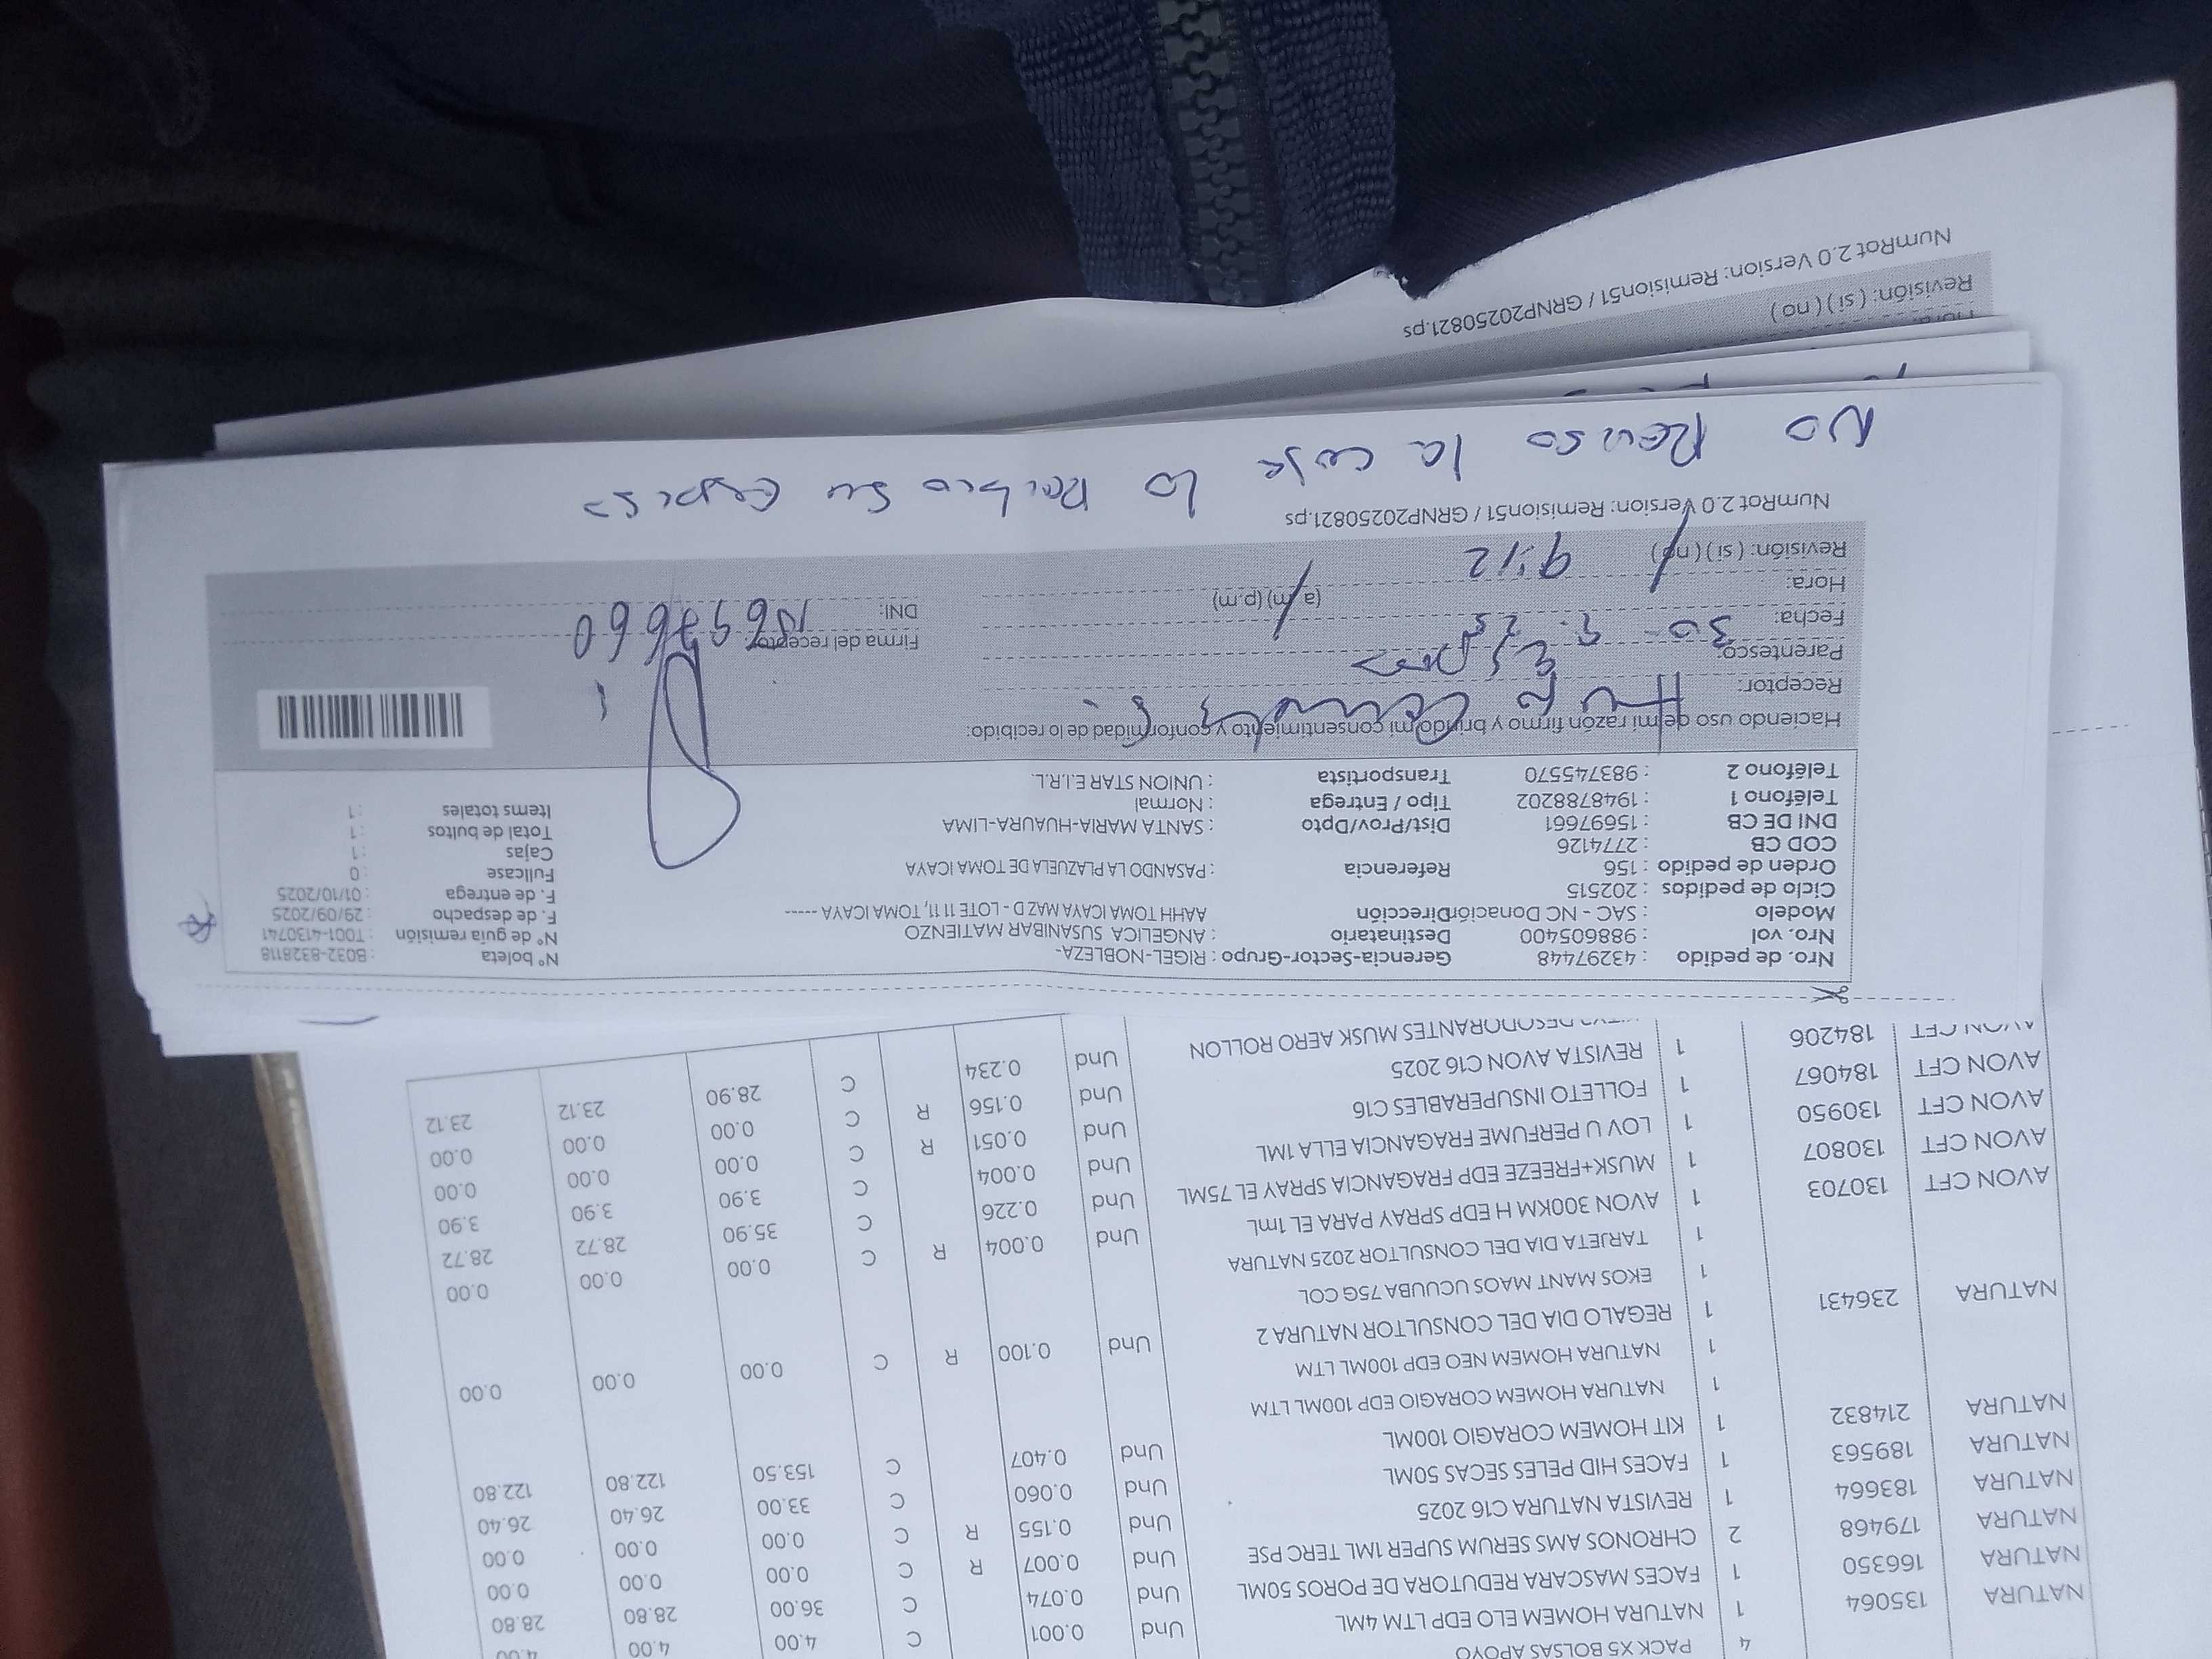 PACK X5 BOLSAS APOYO 4
NATURA 135064 1 NATURA HOMEM ELO EDP LTM 4ML Und 0.001 C 4.00 4.00 4.00
NATURA 166350 1 FACES MASCARA REDUTORA DE POROS 50ML Und 0.074 C 36.00 28.80 28.80
NATURA 179468 2 CHRONOS AMS SERUM SUPER 1ML TERC PSE Und 0.007 R C 0.00 0.00 0.00
NATURA 183664 1 REVISTA NATURA C16 2025 Und 0.155 R C 0.00 0.00 0.00
NATURA 189563 1 FACES HID PELES SECAS 50ML Und 0.060 C 33.00 26.40 26.40
NATURA 214832 1 KIT HOMEM CORAGIO 100ML Und 0.407 C 153.50 122.80 122.80
1 NATURA HOMEM CORAGIO EDP 100ML LTM
1 NATURA HOMEM NEO EDP 100ML LTM
NATURA 236431 1 REGALO DIA DEL CONSULTOR NATURA 2 Und 0.100 R C 0.00 0.00 0.00
1 EKOS MANT MAOS UCUUBA 75G COL
1 TARJETA DIA DEL CONSULTOR 2025 NATURA
AVON CFT 130703 1 AVON 300KM H EDP SPRAY PARA EL 1mL Und 0.004 R C 0.00 0.00 0.00
AVON CFT 130807 1 MUSK+FREEZE EDP FRAGANCIA SPRAY EL 75ML Und 0.226 C 35.90 28.72 28.72
AVON CFT 130950 1 LOV U PERFUME FRAGANCIA ELLA 1ML Und 0.004 C 3.90 3.90 3.90
AVON CFT 184067 1 FOLLETO INSUPERABLES C16 Und 0.051 R C 0.00 0.00 0.00
AVON CFT 184206 1 REVISTA AVON C16 2025 Und 0.156 R C 0.00 0.00 0.00
DESODORANTES MUSK AERO ROLLON Und 0.234 C 28.90 23.12 23.12
Nro. de pedido : 43297448 Gerencia-Sector-Grupo : RIGEL-NOBLEZA- N° boleta : B032-8328118
Nro. vol : 988605400 Destinatario : ANGELICA SUSANIBAR MATIENZO N° de guia remisión : T001-4130741
Modelo : SAC - NC Donación Dirección AAHH TOMA ICAYA MAZ D - LOTE 11 11, TOMA ICAYA ----- F. de despacho : 29/09/2025
Ciclo de pedidos : 202515 F. de entrega : 01/10/2025
Orden de pedido : 156 Referencia : PASANDO LA PLAZUELA DE TOMA ICAYA Fullcase : 0
COD CB : 2774126 Cajas : 1
DNI DE CB : 15697661 Dist/Prov/Dpto : SANTA MARIA-HUAURA-LIMA Total de bultos : 1
Teléfono 1 : 1948788202 Tipo / Entrega : Normal Items totales : 1
Teléfono 2 : 983745570 Transportista : UNION STAR E.I.R.L.
Haciendo uso de mi razón firmo y brindo mi consentimiento y conformidad de lo recibido:
Receptor:
Parentesco: Esposo
Fecha: 30 - 9. 25 Firma del receptor:
Hora: 9:12 (a.m) (p.m) DNI: 15697660
Revisión: ( si ) ( no )
NumRot 2.0 Version: Remision51 / GRNP20250821.ps
No Reviso la caja lo Recibio su Esposo
Hora:
Revisión: ( si ) ( no )
NumRot 2.0 Version: Remision51 / GRNP20250821.ps